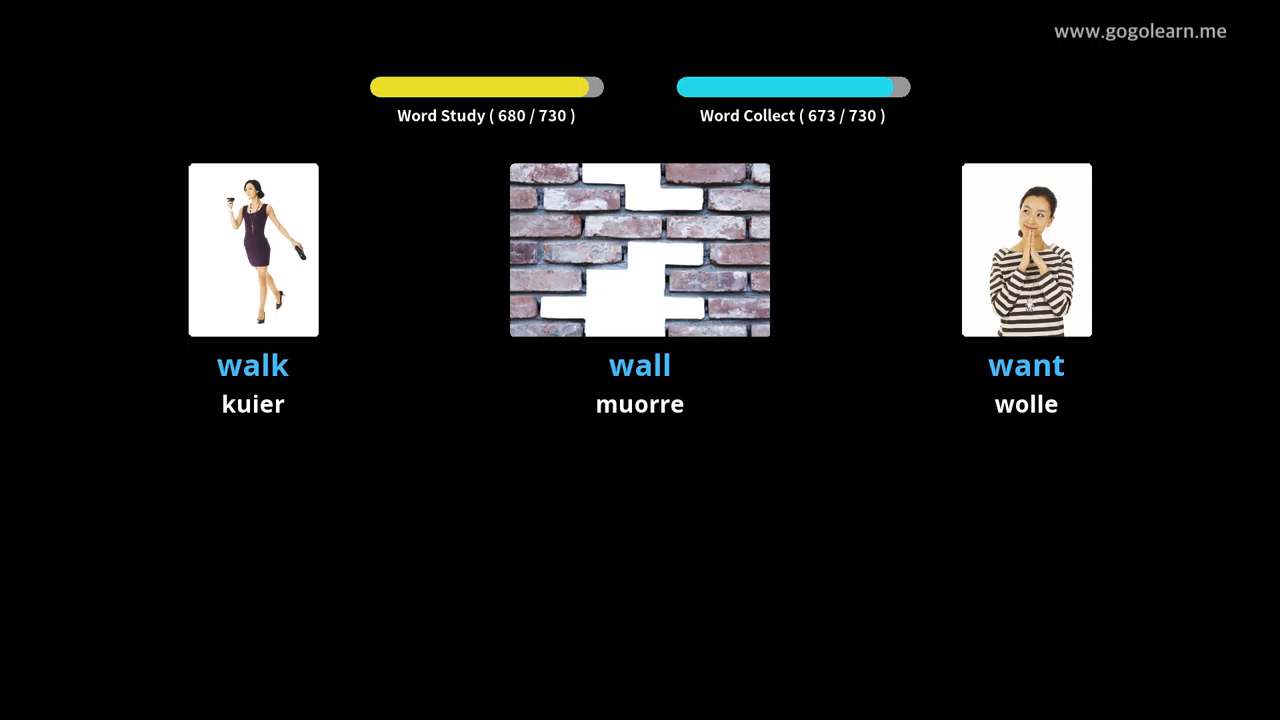 www.gogolearn.me
Word Study ( 680 / 730 )
Word Collect ( 673 / 730 )
walk
wall
want
kuier
muorre
wolle